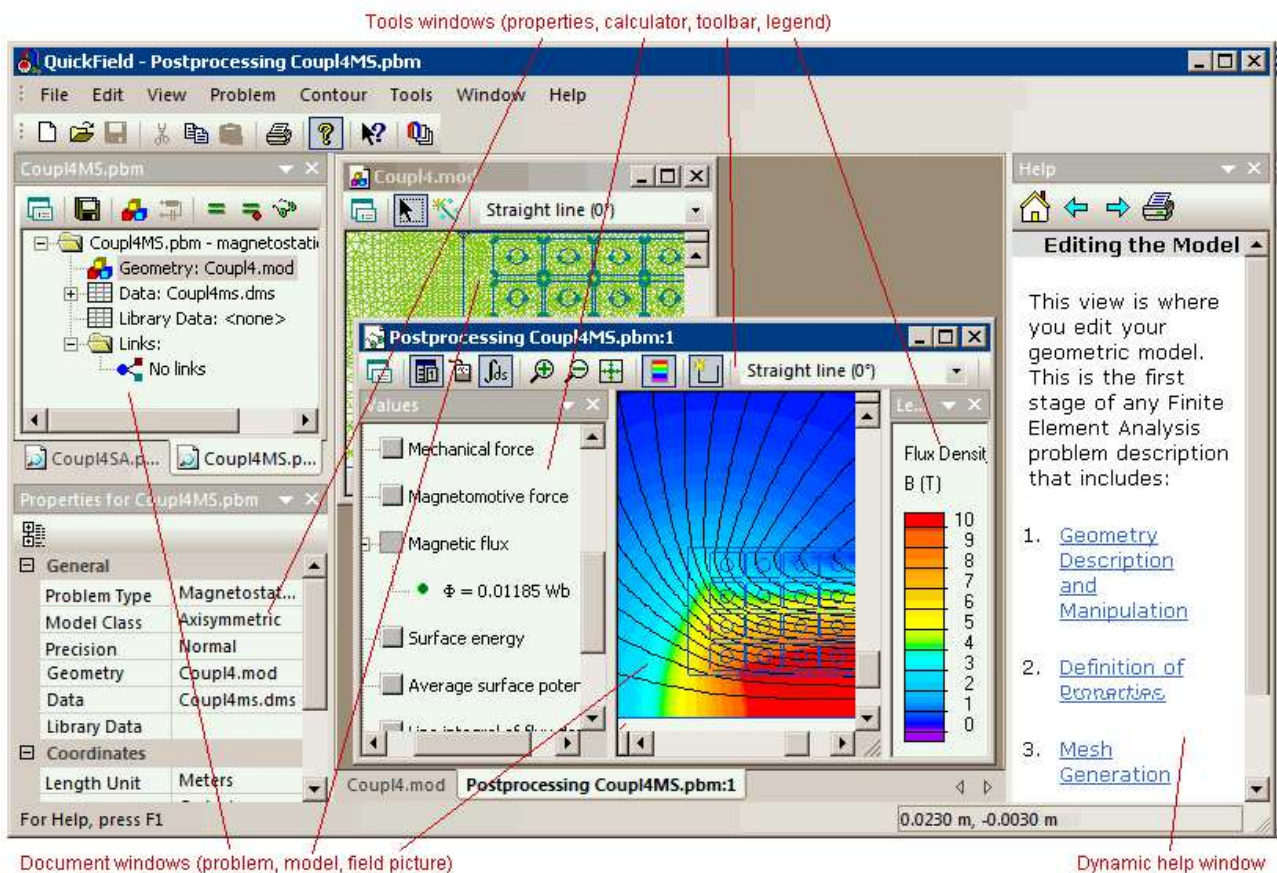 Tools windows (properties, calculator, toolbar, legend)
QuickField - Postprocessing Coupl4MS.pbm
File Edit View Problem Contour Tools Window Help
Coupl4MS.pbm
Coupl4MS.pbm - magnetostati
Geometry: Coupl4.mod
Data: Coupl4ms.dms
Library Data: <none>
Links:
No links
Coupl4SA.p...
Coupl4MS.p...
Properties for Coupl4MS.pbm
General
Problem Type Magnetostat...
Model Class Axisymmetric
Precision Normal
Geometry Coupl4.mod
Data Coupl4ms.dms
Library Data
Coordinates
Length Unit Meters
Coupl4.mod
Straight line (0°)
Postprocessing Coupl4MS.pbm:1
Straight line (0°)
Values
Mechanical force
Magnetomotive force
Magnetic flux
Φ = 0.01185 Wb
Surface energy
Average surface poter
Le...
Flux Densit
B (T)
10
9
8
7
6
5
4
3
2
1
0
Coupl4.mod
Postprocessing Coupl4MS.pbm:1
Help
Editing the Model
This view is where
you edit your
geometric model.
This is the first
stage of any Finite
Element Analysis
problem description
that includes:
1. Geometry
Description
and
Manipulation
2. Definition of
Properties
3. Mesh
Generation
For Help, press F1
0.0230 m, -0.0030 m
Document windows (problem, model, field picture)
Dynamic help window